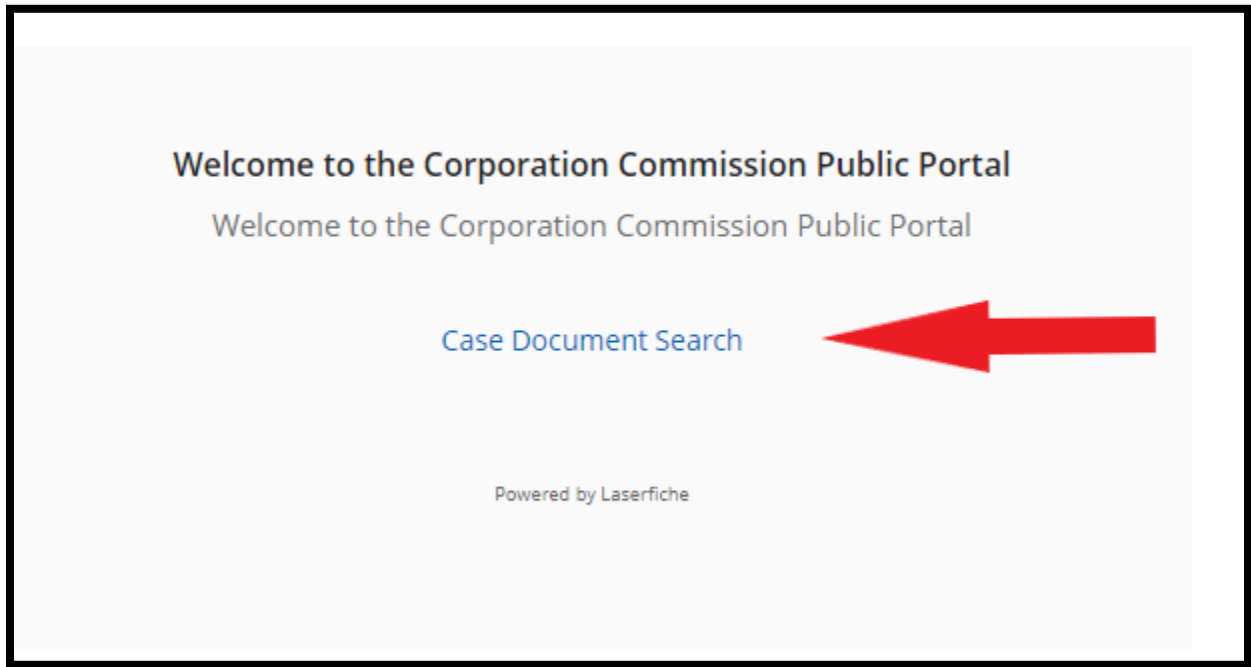 Welcome to the Corporation Commission Public Portal
Welcome to the Corporation Commission Public Portal
Case Document Search
Powered by Laserfiche